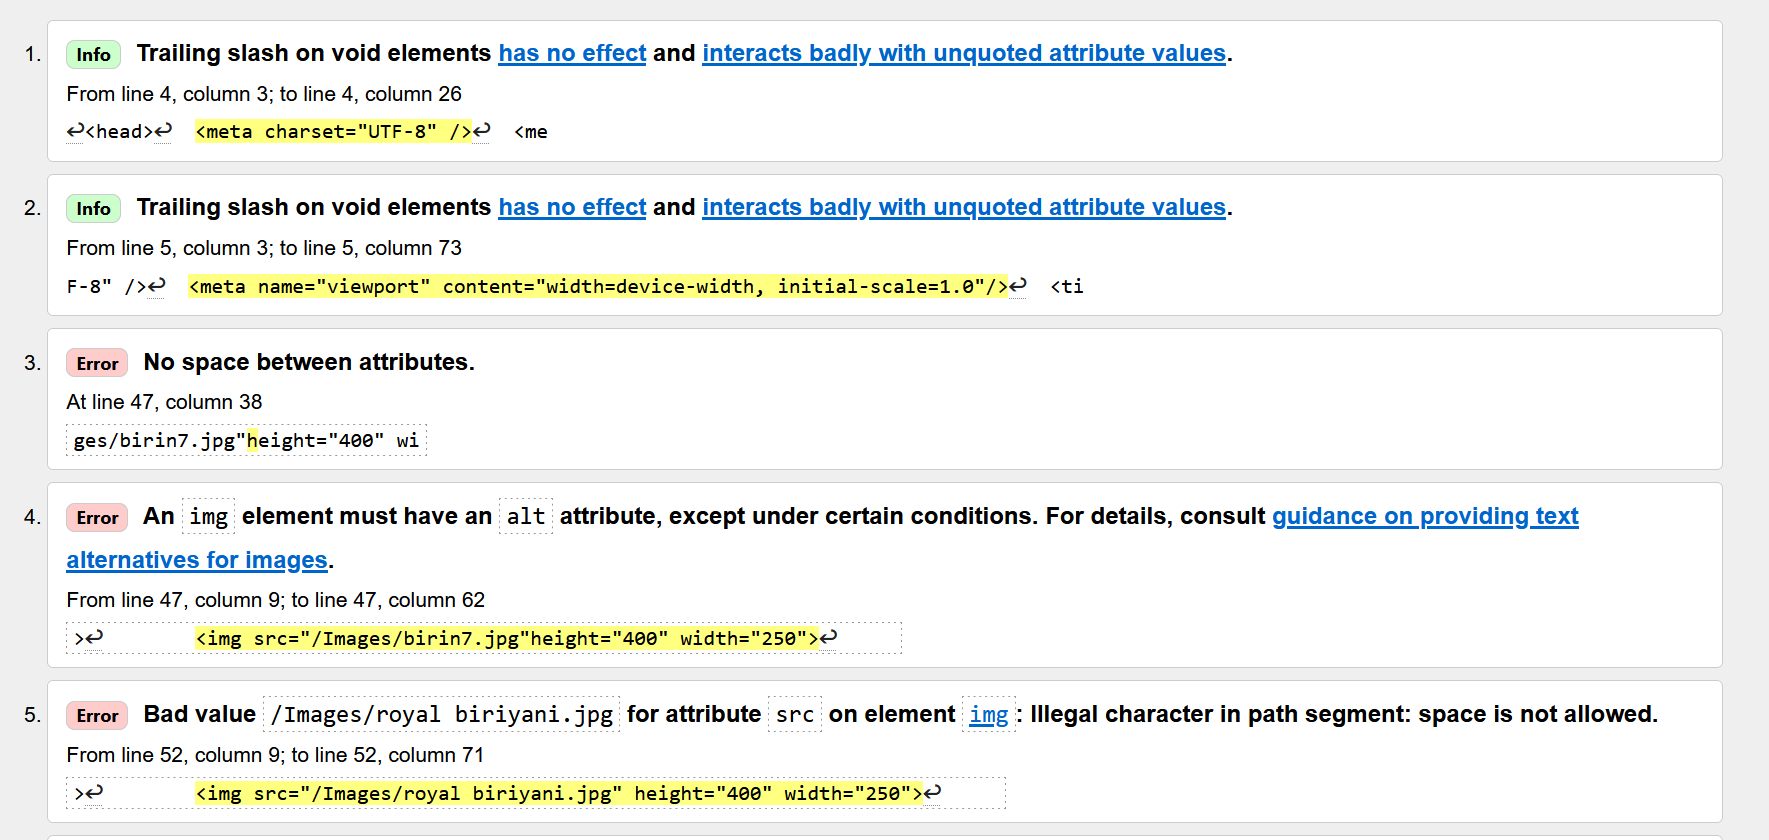 1. Info Trailing slash on void elements has no effect and interacts badly with unquoted attribute values.
From line 4, column 3; to line 4, column 26
↩<head>↩  <meta charset="UTF-8" />↩  <me
2. Info Trailing slash on void elements has no effect and interacts badly with unquoted attribute values.
From line 5, column 3; to line 5, column 73
F-8" />↩  <meta name="viewport" content="width=device-width, initial-scale=1.0"/>↩  <ti
3. Error No space between attributes.
At line 47, column 38
ges/birin7.jpg"height="400" wi
4. Error An img element must have an alt attribute, except under certain conditions. For details, consult guidance on providing text
alternatives for images.
From line 47, column 9; to line 47, column 62
>↩        <img src="/Images/birin7.jpg"height="400" width="250">↩
5. Error Bad value /Images/royal biriyani.jpg for attribute src on element img: Illegal character in path segment: space is not allowed.
From line 52, column 9; to line 52, column 71
>↩        <img src="/Images/royal biriyani.jpg" height="400" width="250">↩